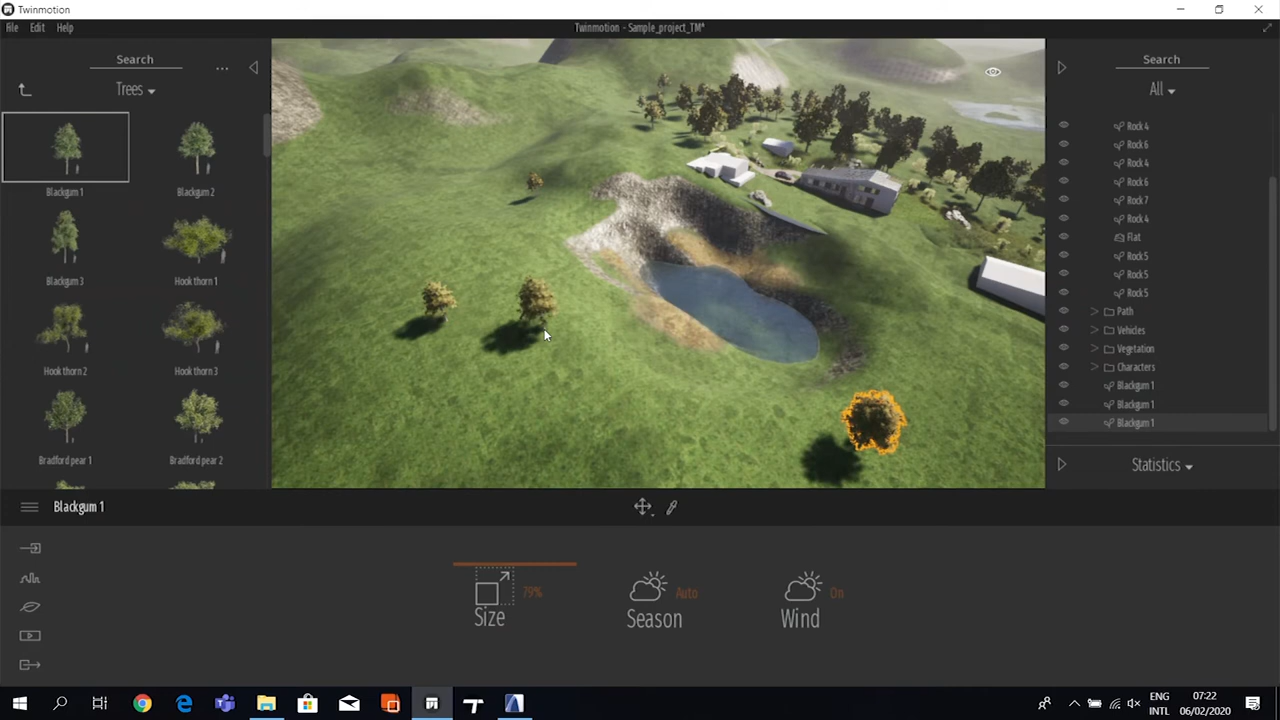 Twinmotion
File Edit Help
Twinmotion - Sample_project_TM*
Search
...
Trees
Blackgum 1
Blackgum 2
Blackgum 3
Hook thorn 1
Hook thorn 2
Hook thorn 3
Bradford pear 1
Bradford pear 2
Search
All
Rock 4
Rock 6
Rock 4
Rock 6
Rock 7
Rock 4
Flat
Rock 5
Rock 5
Rock 5
Path
Vehicles
Vegetation
Characters
Blackgum 1
Blackgum 1
Blackgum 1
Statistics
Blackgum 1
Size 79%
Season Auto
Wind On
ENG
INTL
07:22
06/02/2020